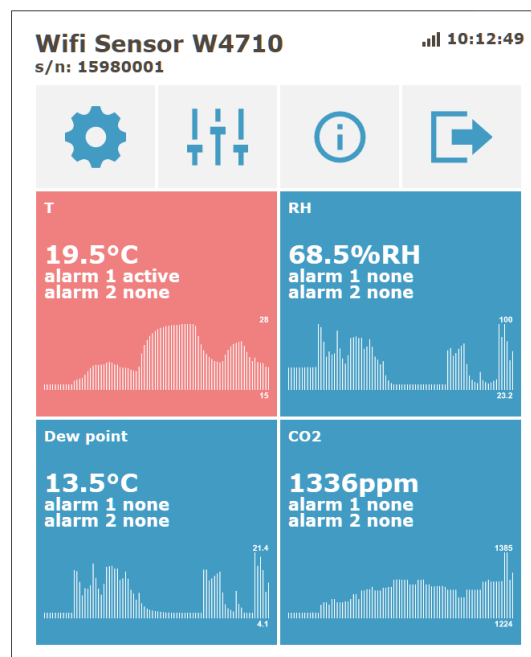 Wifi Sensor W4710
10:12:49
s/n: 15980001
T
19.5°C
alarm 1 active
alarm 2 none
28
15
RH
68.5%RH
alarm 1 none
alarm 2 none
100
23.2
Dew point
13.5°C
alarm 1 none
alarm 2 none
21.4
4.1
CO2
1336ppm
alarm 1 none
alarm 2 none
1385
1224